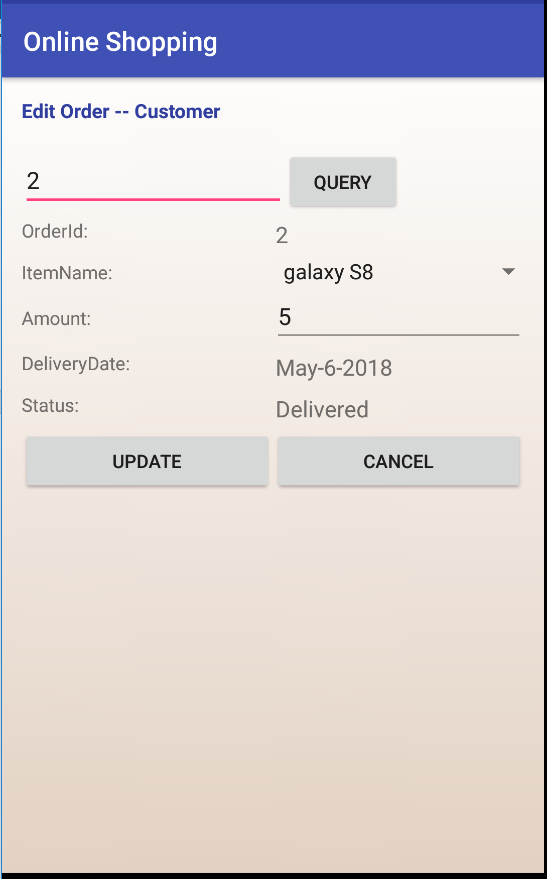 Online Shopping
Edit Order -- Customer
2 QUERY
OrderId: 2
ItemName: galaxy S8
Amount: 5
DeliveryDate: May-6-2018
Status: Delivered
UPDATE CANCEL